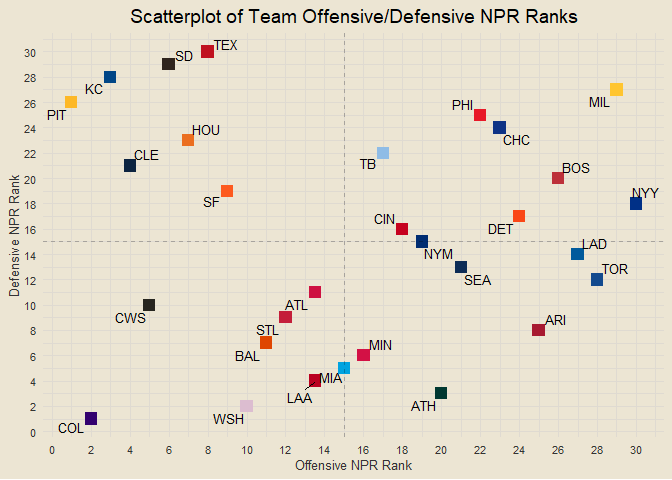 Scatterplot of Team Offensive/Defensive NPR Ranks
Defensive NPR Rank
30
28
26
24
22
20
18
16
14
12
10
8
6
4
2
0
TEX
SD
KC
PIT
MIL
PHI
CHC
HOU
CLE
TB
BOS
SF
NYY
CIN
DET
NYM
LAD
SEA
TOR
CWS
ATL
STL
ARI
BAL
MIN
MIA
LAA
ATH
WSH
COL
0 2 4 6 8 10 12 14 16 18 20 22 24 26 28 30
Offensive NPR Rank